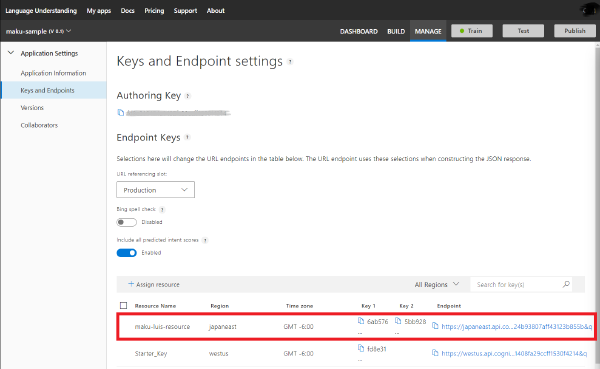 Language Understanding My apps Docs Pricing Support About
maku-sample (V 0.1) DASHBOARD BUILD MANAGE Train Test Publish
Application Settings
Application Information
Keys and Endpoints
Versions
Collaborators
Keys and Endpoint settings ?
Authoring Key ?
Endpoint Keys ?
Selections here will change the URL endpoints in the table below. The URL endpoint uses these selections when constructing the JSON response.
URL referencing slot:
Production
Bing spell check ?
Disabled
Include all predicted intent scores ?
Enabled
+ Assign resource All Regions Search for key(s)
Resource Name Region Time zone Key 1 Key 2 Endpoint
maku-luis-resource japaneast GMT -6:00 6ab576 ... 5bb928 ... https://japaneast.api.co...24b93807aff43123b855b&q
Starter_Key westus GMT -6:00 fd8e31 ... https://westus.api.cogni...1408fa29ccff1530f4214&q